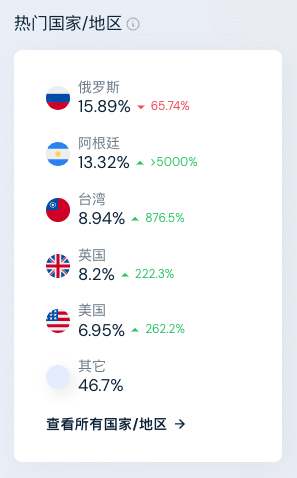 热门国家/地区
俄罗斯
15.89% 65.74%
阿根廷
13.32% >5000%
台湾
8.94% 876.5%
英国
8.2% 222.3%
美国
6.95% 262.2%
其它
46.7%
查看所有国家/地区 →